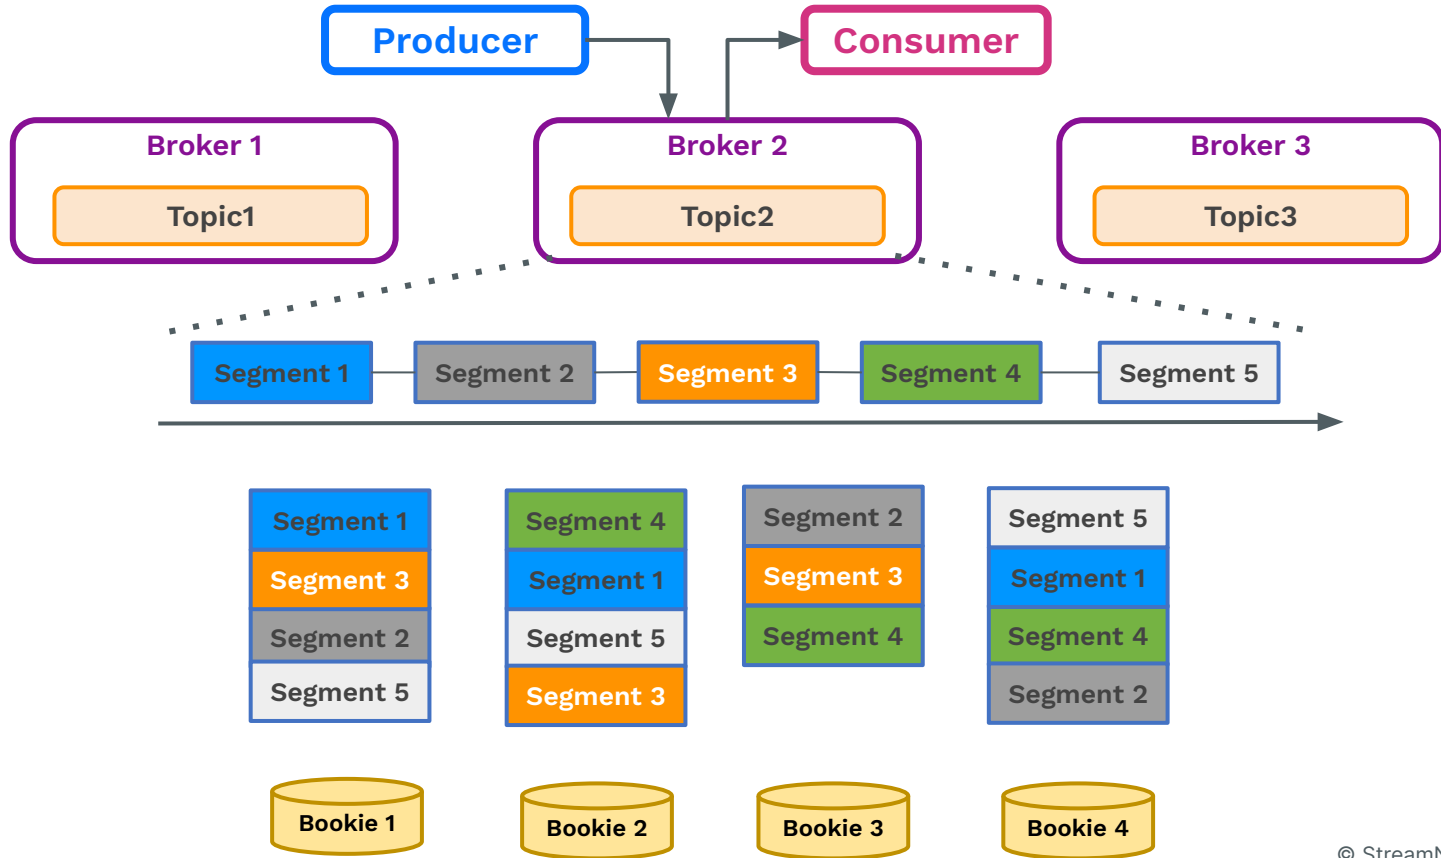 Producer
Consumer
Broker 1
Broker 2
Broker 3
Topic1
Topic2
Topic3
Segment 1
Segment 2
Segment 3
Segment 4
Segment 5
Segment 1
Segment 3
Segment 2
Segment 5
Segment 4
Segment 1
Segment 5
Segment 3
Segment 2
Segment 3
Segment 4
Segment 5
Segment 1
Segment 4
Segment 2
Bookie 1
Bookie 2
Bookie 3
Bookie 4
©